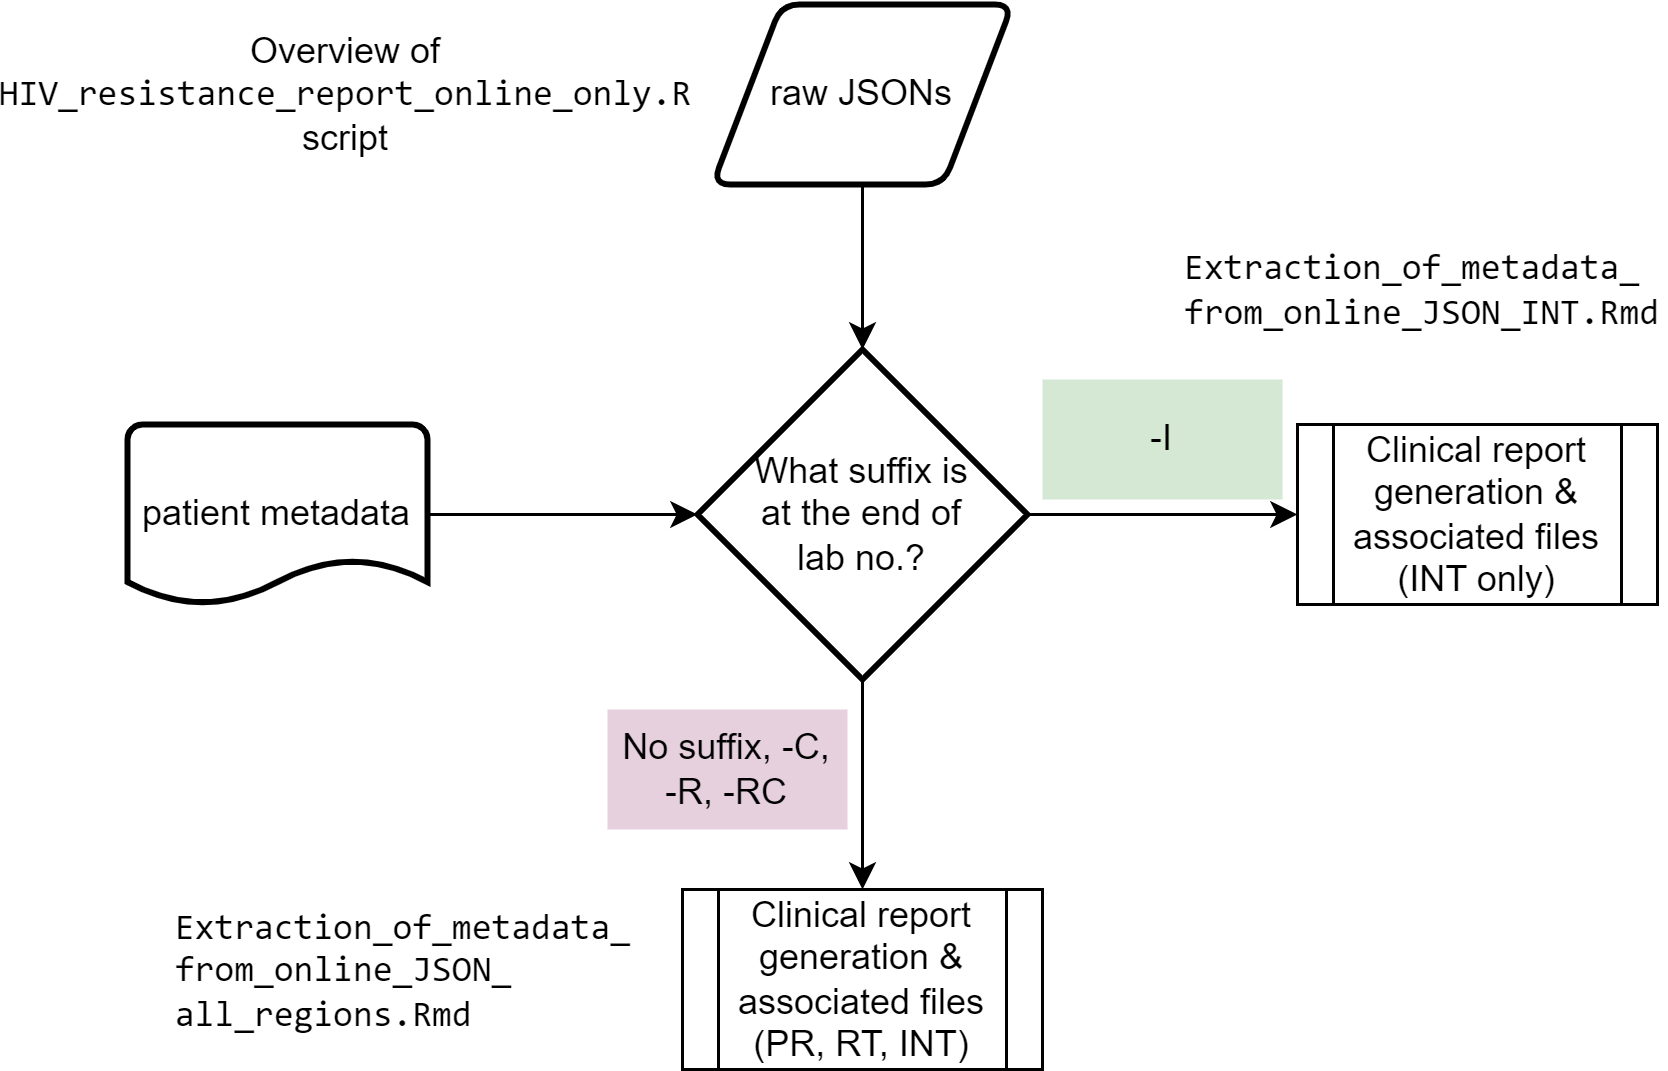 Overview of
HIV_resistance_report_online_only.R
script
raw JSONs
Extraction_of_metadata_
from_online_JSON_INT.Rmd
patient metadata
What suffix is
at the end of
lab no.?
-I
Clinical report
generation &
associated files
(INT only)
No suffix, -C,
-R, -RC
Extraction_of_metadata_
from_online_JSON_
all_regions.Rmd
Clinical report
generation &
associated files
(PR, RT, INT)